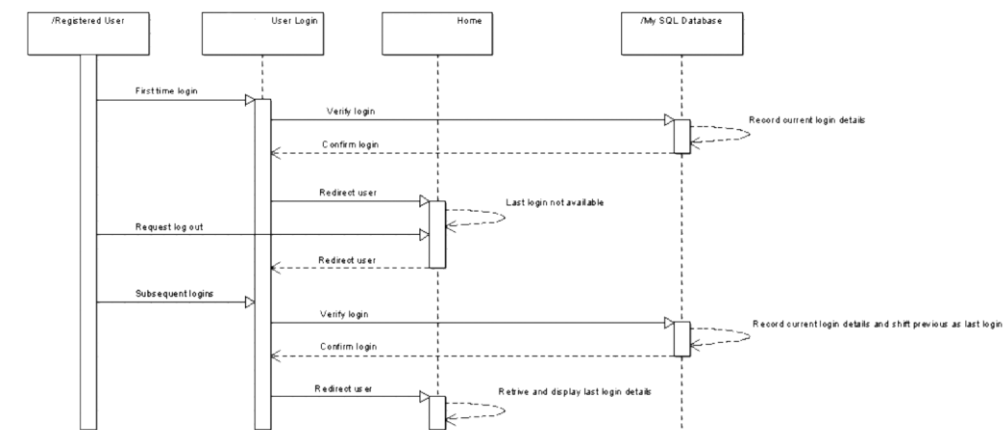 /Registered User
User Login
Home
/My SQL Database
First time login
Verify login
Record current login details
Confirm login
Redirect user
Last login not available
Request log out
Redirect user
Subsequent logins
Verify login
Record current login details and shift previous as last login
Confirm login
Redirect user
Retrive and display last login details